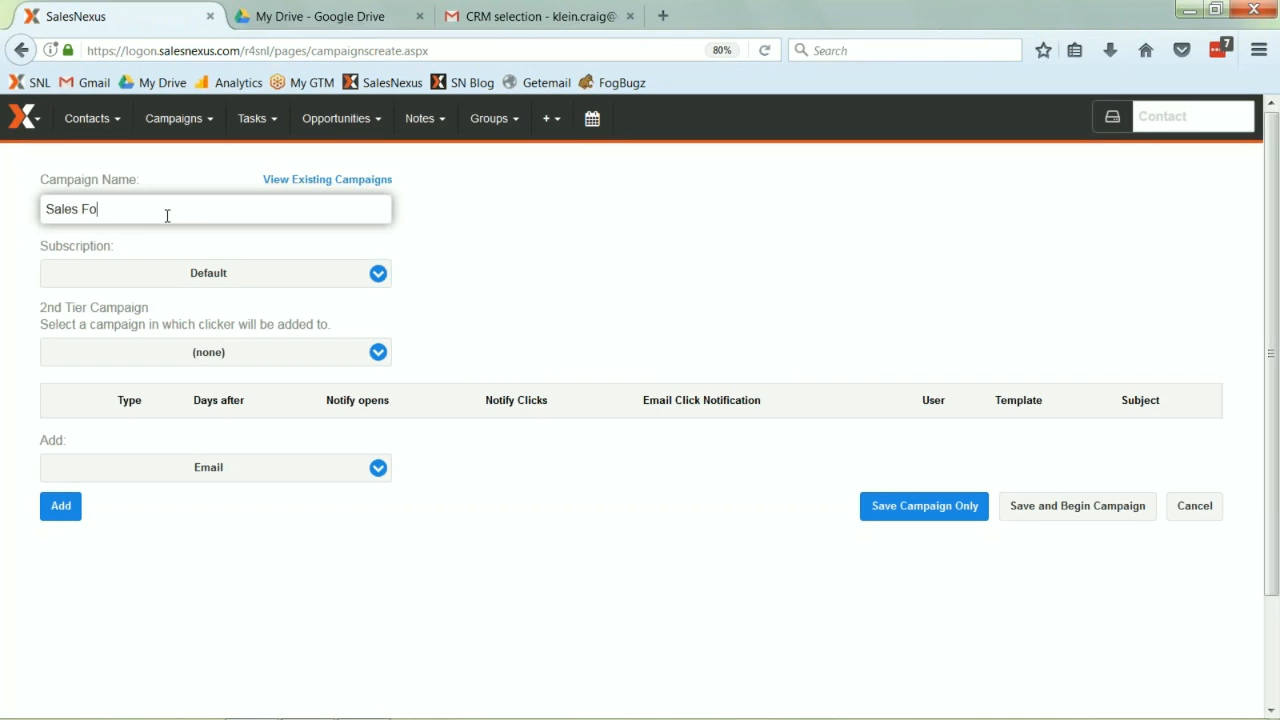 SalesNexus
My Drive - Google Drive
CRM selection - klein.craig@
https://logon.salesnexus.com/r4snl/pages/campaignscreate.aspx
80%
Search
7
SNL
Gmail
My Drive
Analytics
My GTM
SalesNexus
SN Blog
Getemail
FogBugz
Contacts
Campaigns
Tasks
Opportunities
Notes
Groups
+
Contact
Campaign Name:
View Existing Campaigns
Sales Fo
Subscription:
Default
2nd Tier Campaign
Select a campaign in which clicker will be added to.
(none)
Type
Days after
Notify opens
Notify Clicks
Email Click Notification
User
Template
Subject
Add:
Email
Add
Save Campaign Only
Save and Begin Campaign
Cancel